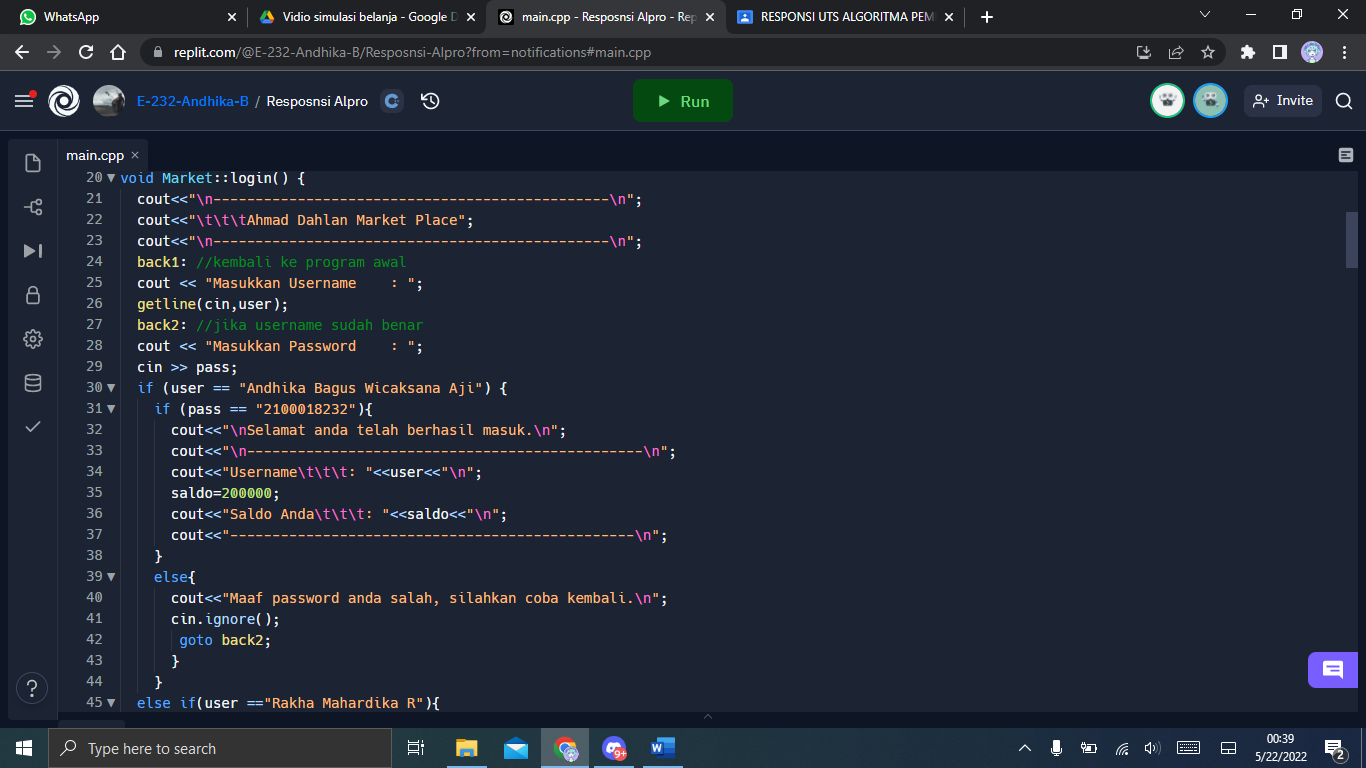 WhatsApp
Vidio simulasi belanja - Google D
main.cpp - Resposnsi Alpro - Rep
RESPONSI UTS ALGORITMA PEM
replit.com/@E-232-Andhika-B/Resposnsi-Alpro?from=notifications#main.cpp
E-232-Andhika-B / Resposnsi Alpro
Run
Invite
main.cpp
20 void Market::login() {
21 cout<<"\n-----------------------------------------------\n";
22 cout<<"\t\t\tAhmad Dahlan Market Place";
23 cout<<"\n-----------------------------------------------\n";
24 back1: //kembali ke program awal
25 cout << "Masukkan Username    : ";
26 getline(cin,user);
27 back2: //jika username sudah benar
28 cout << "Masukkan Password    : ";
29 cin >> pass;
30 if (user == "Andhika Bagus Wicaksana Aji") {
31 if (pass == "2100018232"){
32 cout<<"\nSelamat anda telah berhasil masuk.\n";
33 cout<<"\n-----------------------------------------------\n";
34 cout<<"Username\t\t\t: "<<user<<"\n";
35 saldo=200000;
36 cout<<"Saldo Anda\t\t\t: "<<saldo<<"\n";
37 cout<<"------------------------------------------------\n";
38 }
39 else{
40 cout<<"Maaf password anda salah, silahkan coba kembali.\n";
41 cin.ignore();
42 goto back2;
43 }
44 }
45 else if(user =="Rakha Mahardika R"){
?
Type here to search
9+
00:39
5/22/2022
2